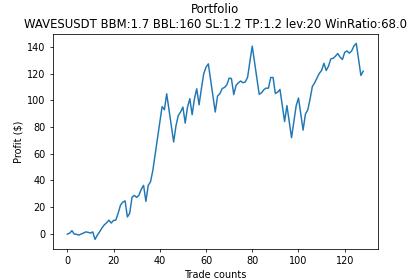 Portfolio
WAVESUSDT BBM:1.7 BBL:160 SL:1.2 TP:1.2 lev:20 WinRatio:68.0
140
120
100
80
60
40
20
0
Profit ($)
0 20 40 60 80 100 120
Trade counts